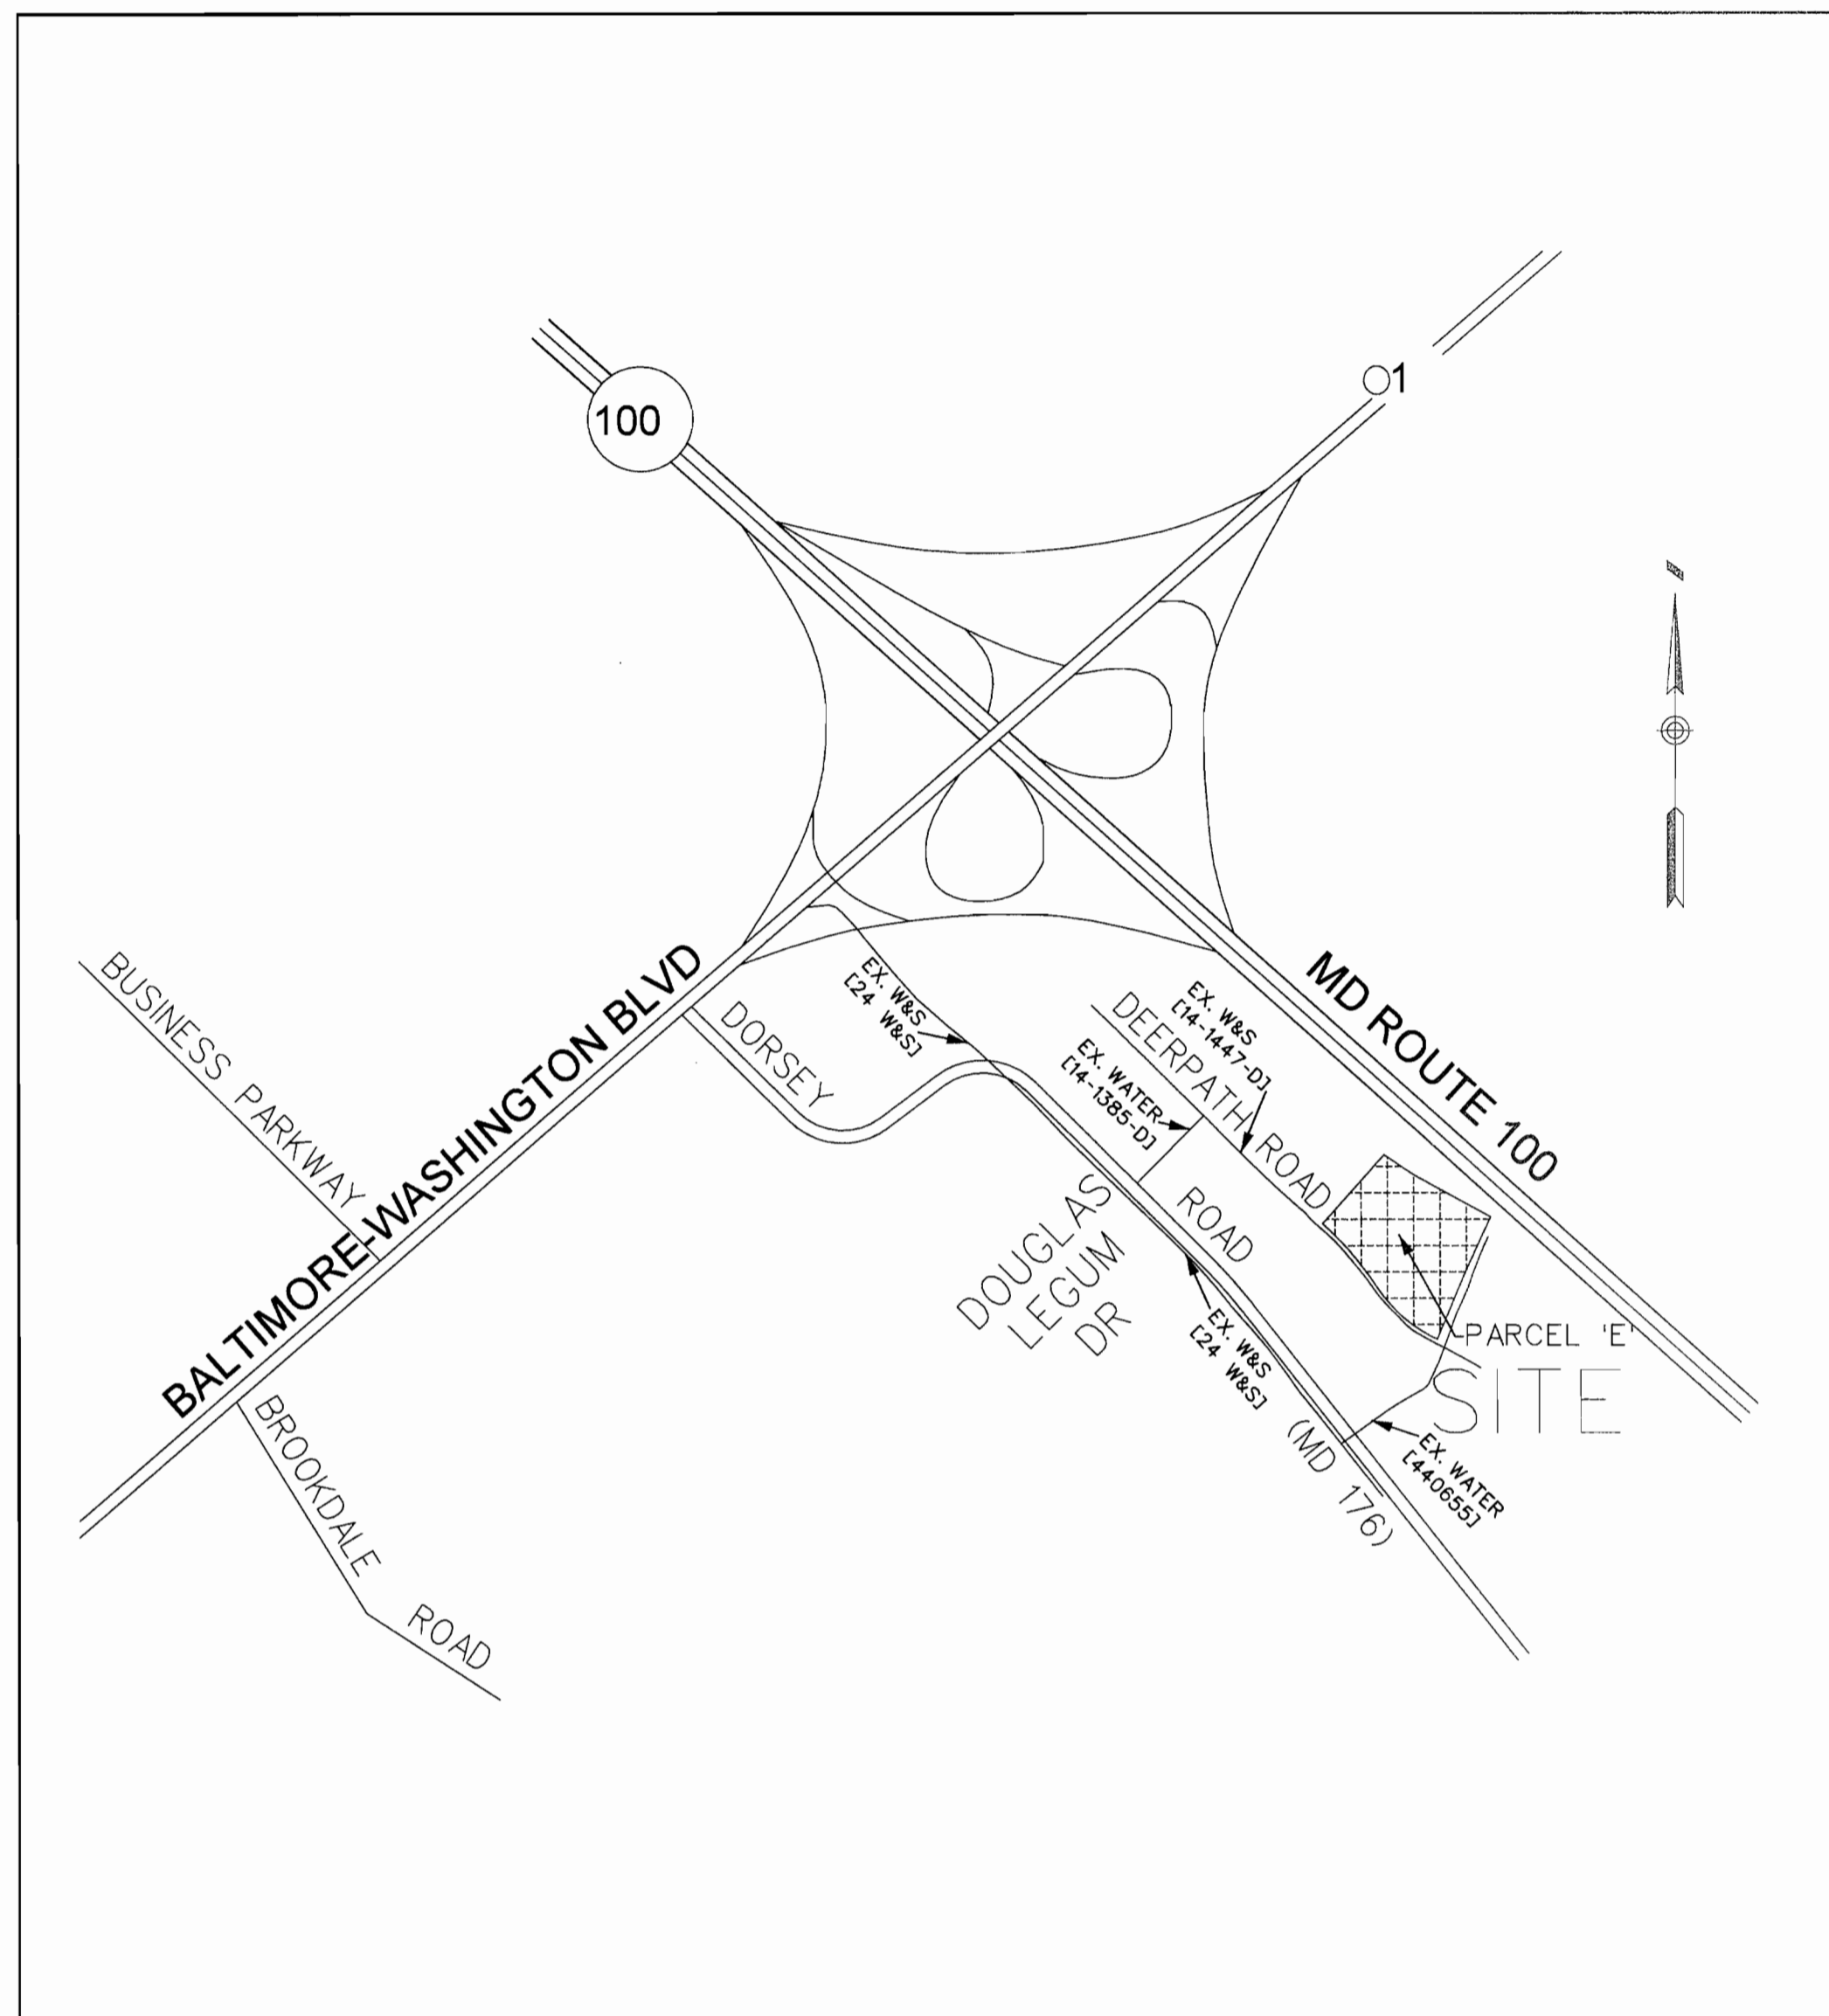 1
100
BUSINESS PARKWAY
BALTIMORE-WASHINGTON BLVD
DORSEY
EX. W&S
[24 W&S]
DEERPATH ROAD
EX. W&S
[14-1447-D]
EX. WATER
[14-1385-D]
MD ROUTE 100
ROAD
DOUGLAS
LEGUM
DR
PARCEL 'E'
SITE
EX. W&S
[24 W&S]
(MD 176)
EX. WATER
[440655]
BROOKDALE
ROAD